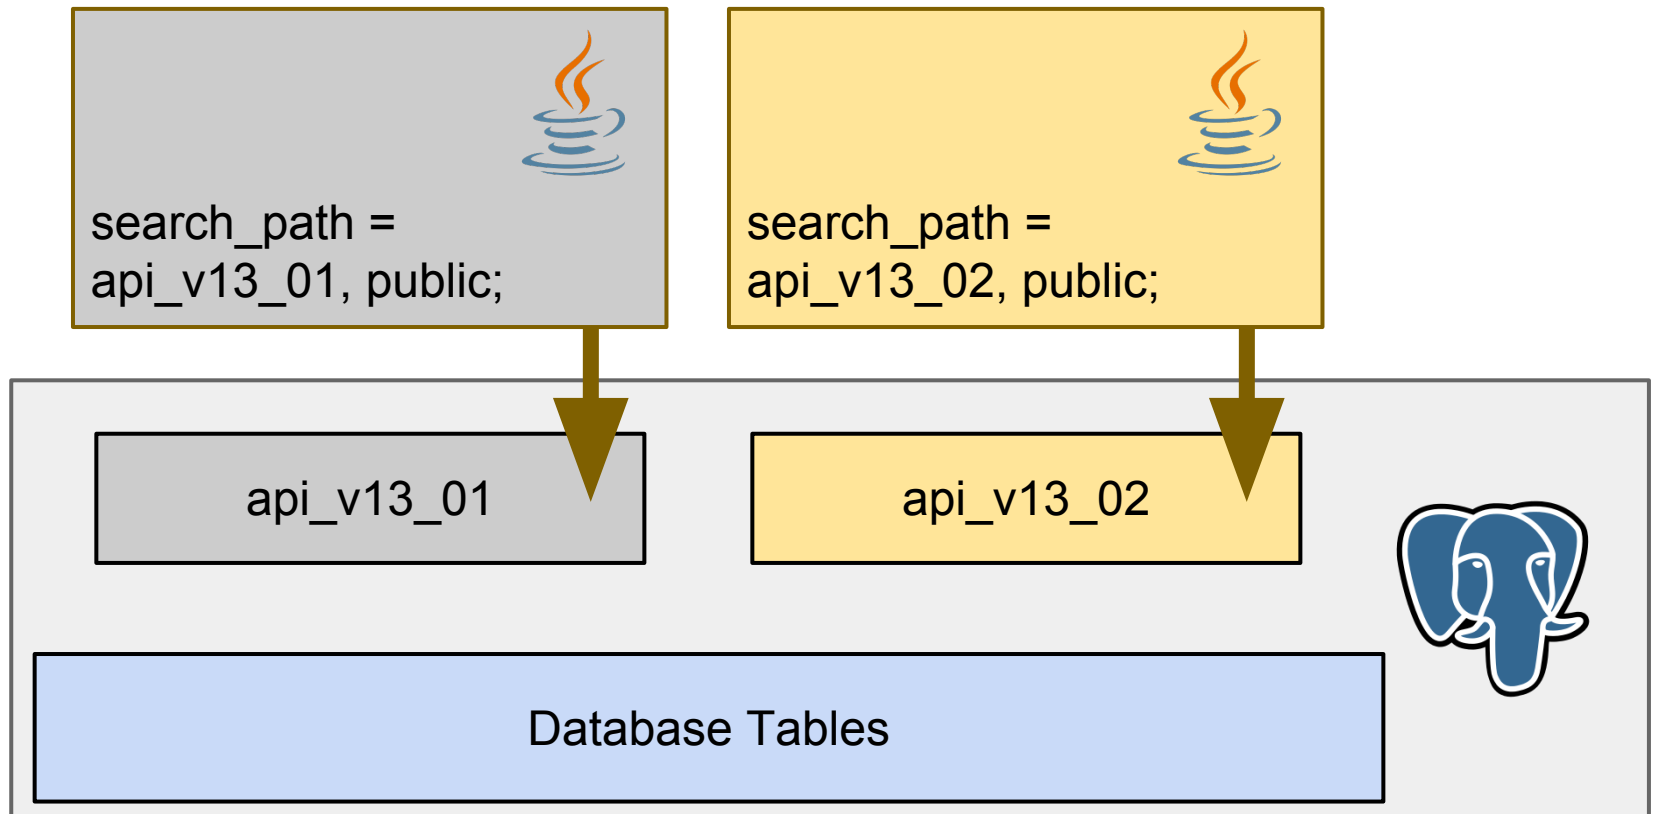 search_path =
api_v13_01, public;
search_path =
api_v13_02, public;
api_v13_01
api_v13_02
Database Tables